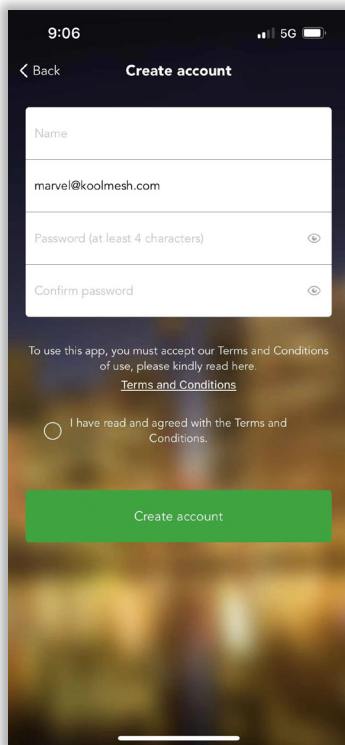 9:06
5G
Back
Create account
Name
marvel@koolmesh.com
Password (at least 4 characters)
Confirm password
To use this app, you must accept our Terms and Conditions
of use, please kindly read here.
Terms and Conditions
I have read and agreed with the Terms and
Conditions.
Create account